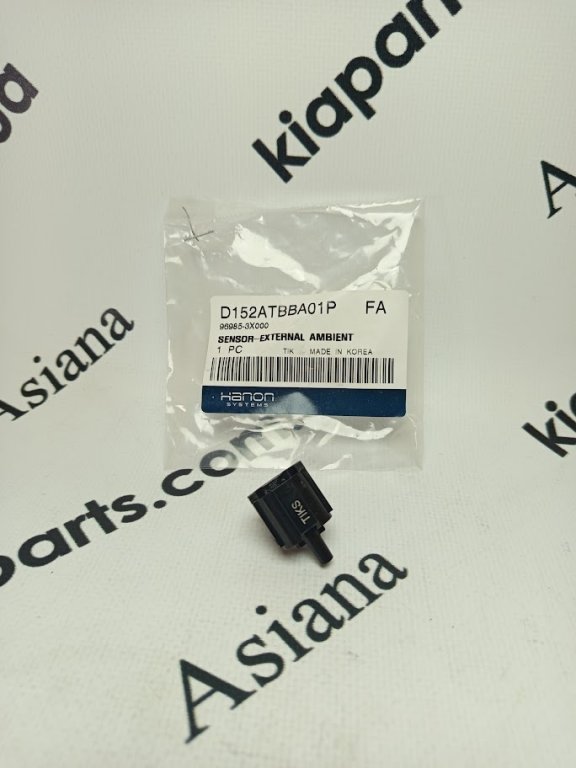 kiaparts
Asiana
D152ATBBA01P FA
96985-3X000
SENSOR-EXTERNAL AMBIENT
1 PC TIK MADE IN KOREA
Hanon
SYSTEMS
Asiana
TIKS
parts.com
Asiana